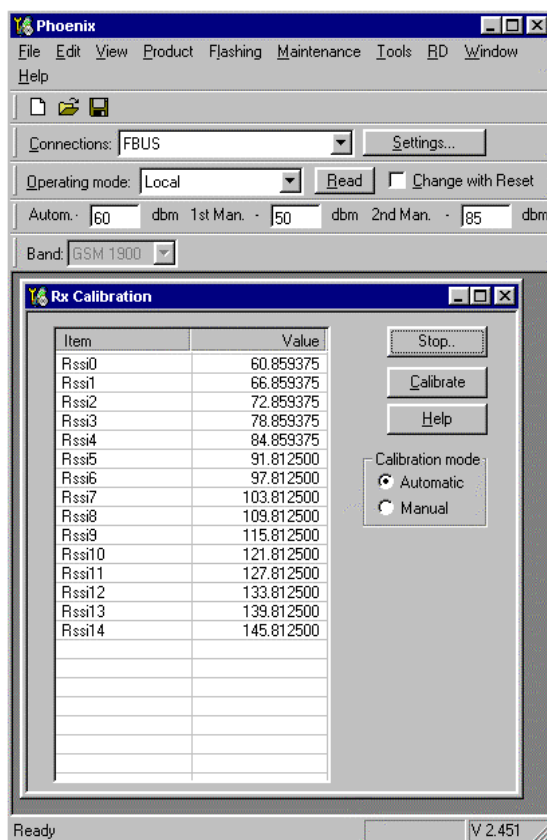 Phoenix
File Edit View Product Flashing Maintenance Tools RD Window
Help
Connections: FBUS Settings...
Operating mode: Local Read Change with Reset
Autom.- 60 dbm 1st Man. - 50 dbm 2nd Man. - 85 dbm
Band: GSM 1900
Rx Calibration
Item Value
Rssi0 60.859375
Rssi1 66.859375
Rssi2 72.859375
Rssi3 78.859375
Rssi4 84.859375
Rssi5 91.812500
Rssi6 97.812500
Rssi7 103.812500
Rssi8 109.812500
Rssi9 115.812500
Rssi10 121.812500
Rssi11 127.812500
Rssi12 133.812500
Rssi13 139.812500
Rssi14 145.812500
Stop..
Calibrate
Help
Calibration mode
Automatic
Manual
Ready V 2.451